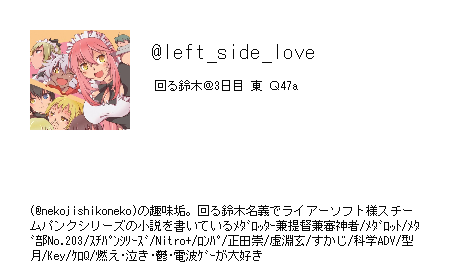 @left_side_love
回る鈴木@3日目 東 Q47a
(@nekojishikoneko)の趣味垢。回る鈴木名義でライアーソフト様スチー
ムパンクシリーズの小説を書いているﾒﾀﾞﾛｯﾀｰ兼提督兼審神者/ﾒﾀﾞﾛｯﾄ/ﾒﾀ
ﾞ部No.203/ｽﾁﾊﾟﾝｼﾘｰｽﾞ/Nitro+/ﾛﾝﾊﾟ/正田崇/虚淵玄/すかじ/科学ADV/型
月/Key/ｹﾛQ/燃え・泣き・鬱・電波ｹﾞｰが大好き